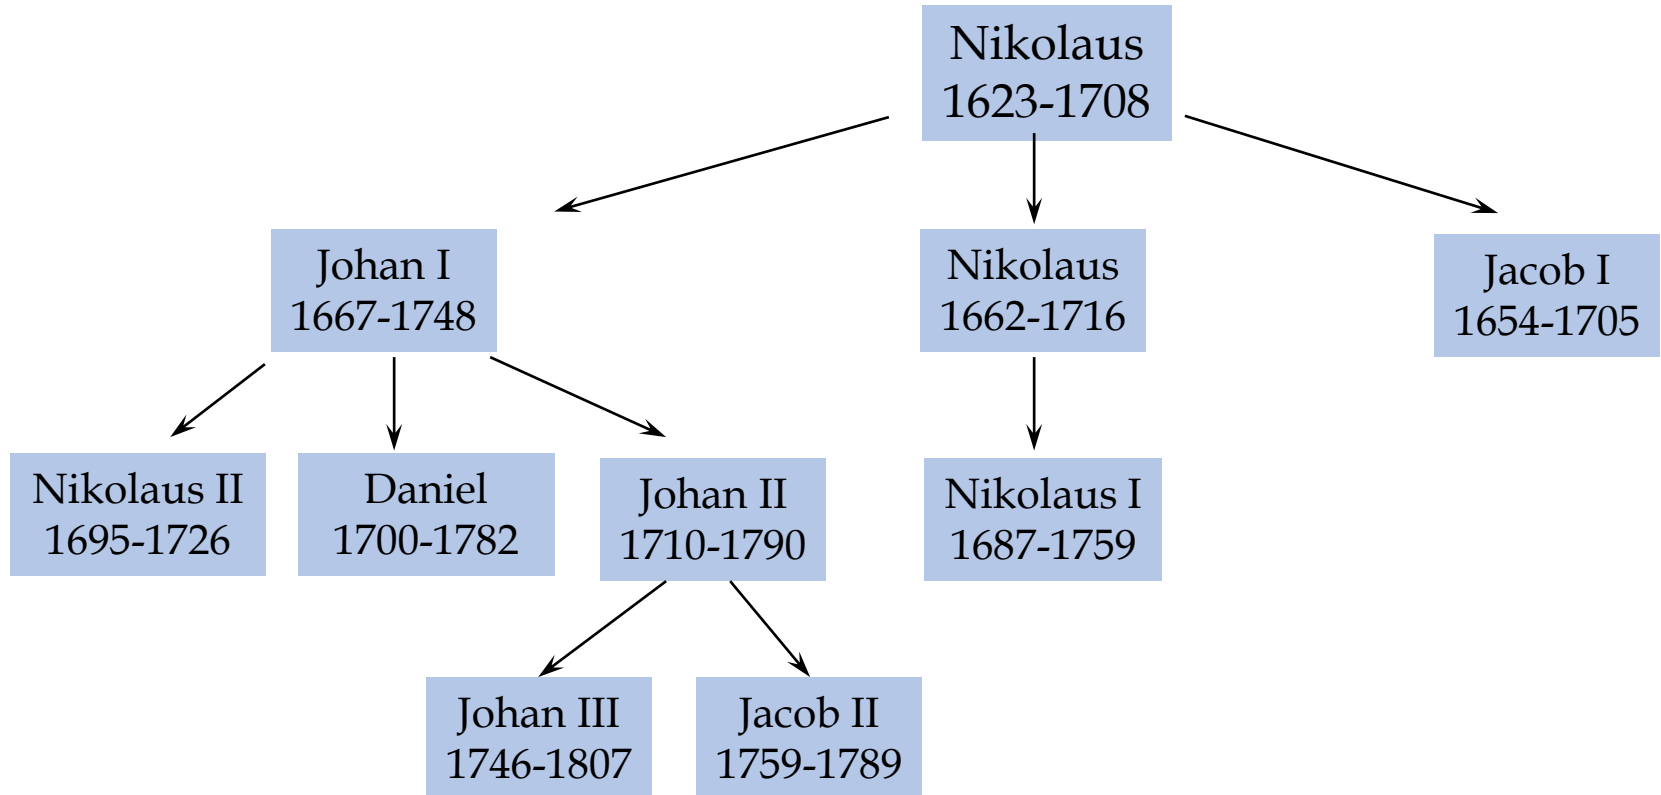 Nikolaus
1623-1708
Johan I
1667-1748
Nikolaus
1662-1716
Jacob I
1654-1705
Nikolaus II
1695-1726
Daniel
1700-1782
Johan II
1710-1790
Nikolaus I
1687-1759
Johan III
1746-1807
Jacob II
1759-1789